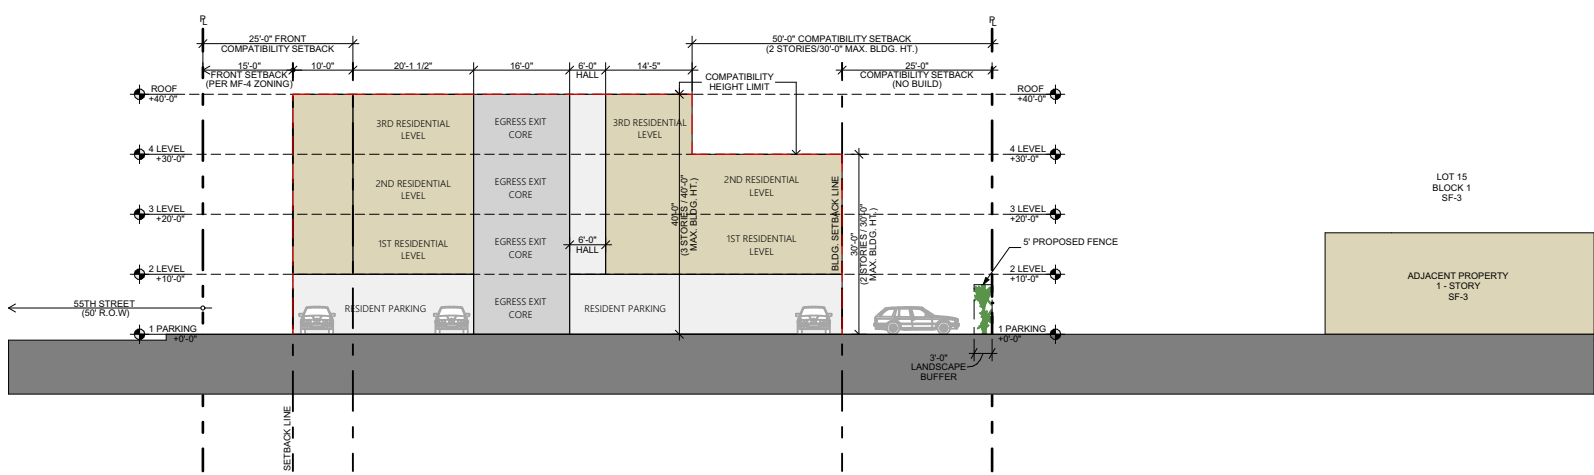 PL
PL
25'-0" FRONT
COMPATIBILITY SETBACK
50'-0" COMPATIBILITY SETBACK
(2 STORIES/30'-0" MAX. BLDG. HT.)
15'-0"
FRONT SETBACK
(PER MF-4 ZONING)
10'-0"
20'-1 1/2"
16'-0"
6'-0"
HALL
14'-5"
COMPATIBILITY
HEIGHT LIMIT
25'-0"
COMPATIBILITY SETBACK
(NO BUILD)
ROOF
+40'-0"
ROOF
+40'-0"
3RD RESIDENTIAL
LEVEL
EGRESS EXIT
CORE
3RD RESIDENTIAL
LEVEL
4 LEVEL
+30'-0"
4 LEVEL
+30'-0"
2ND RESIDENTIAL
LEVEL
EGRESS EXIT
CORE
40'-0"
(3 STORIES / 40'-0"
MAX. BLDG. HT.)
2ND RESIDENTIAL
LEVEL
BLDG. SETBACK LINE
30'-0"
(2 STORIES / 30'-0"
MAX. BLDG. HT.)
LOT 15
BLOCK 1
SF-3
3 LEVEL
+20'-0"
3 LEVEL
+20'-0"
1ST RESIDENTIAL
LEVEL
EGRESS EXIT
CORE
6'-0"
HALL
1ST RESIDENTIAL
LEVEL
5' PROPOSED FENCE
2 LEVEL
+10'-0"
2 LEVEL
+10'-0"
ADJACENT PROPERTY
1 - STORY
SF-3
55TH STREET
(50' R.O.W)
RESIDENT PARKING
EGRESS EXIT
CORE
RESIDENT PARKING
1 PARKING
+0'-0"
1 PARKING
+0'-0"
3'-0"
LANDSCAPE
BUFFER
SETBACK LINE